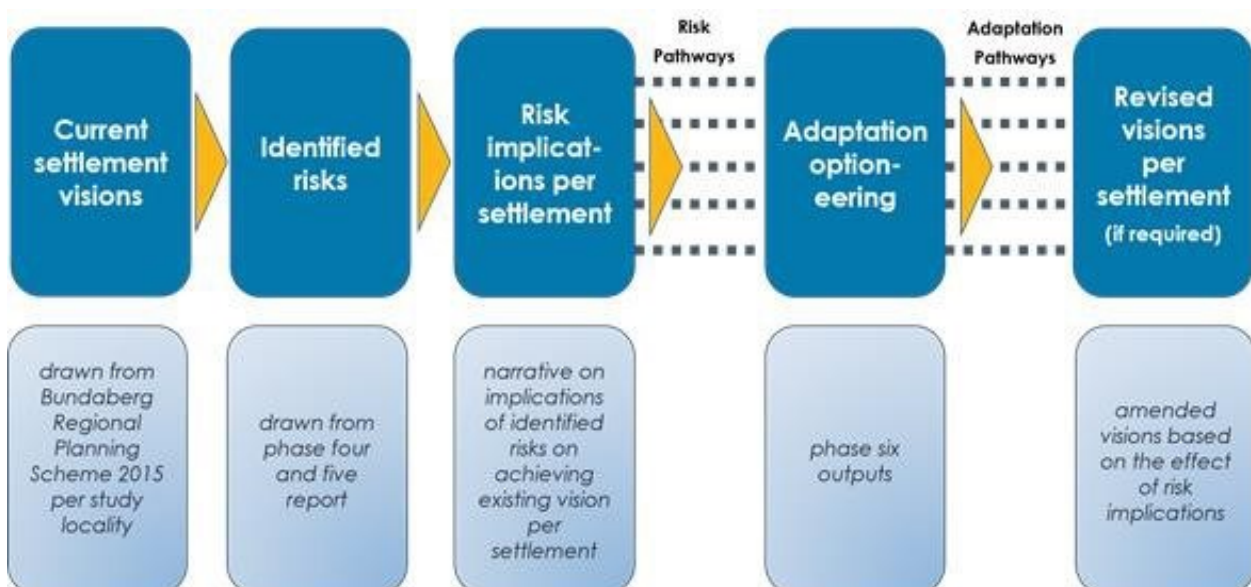 Current
settlement
visions
Identified
risks
Risk
implicat-
ions per
settlement
Risk
Pathways
Adaptation
option-
eering
Adaptation
Pathways
Revised
visions
per
settlement
(if required)
drawn from
Bundaberg
Regional
Planning
Scheme 2015
per study
locality
drawn from
phase four
and five
report
narrative on
implications
of identified
risks on
achieving
existing vision
per
settlement
phase six
outputs
amended
visions based
on the effect
of risk
implications